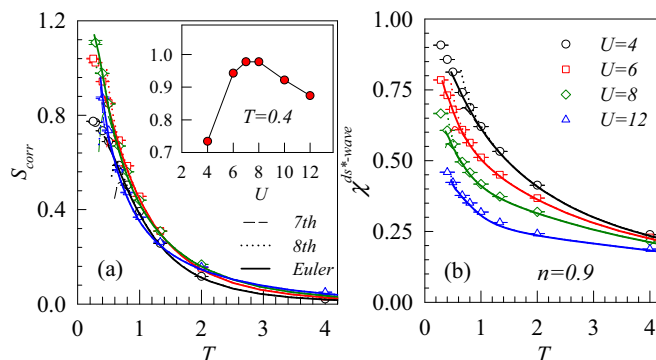 1.2
0.8
0.4
0.0
S_corr
0 1 2 3 4
T
1.0
0.9
0.8
0.7
4 6 8 10 12
U
T=0.4
7th
8th
Euler
(a)
1.00
0.75
0.50
0.25
0.00
χ^ds*-wave
0 1 2 3 4
T
U=4
U=6
U=8
U=12
(b)
n=0.9